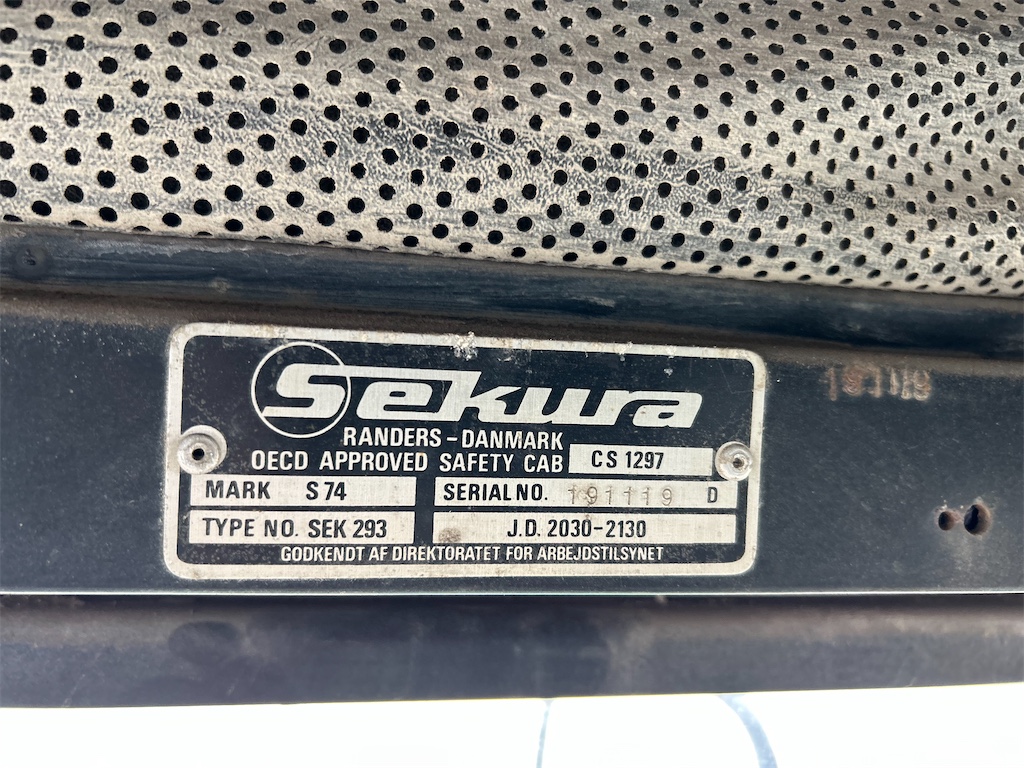 Sekura
RANDERS - DANMARK
OECD APPROVED SAFETY CAB CS 1297
MARK S 74
SERIAL NO. 191119 D
TYPE NO. SEK 293
J.D. 2030-2130
GODKENDT AF DIREKTORATET FOR ARBEJDSTILSYNET